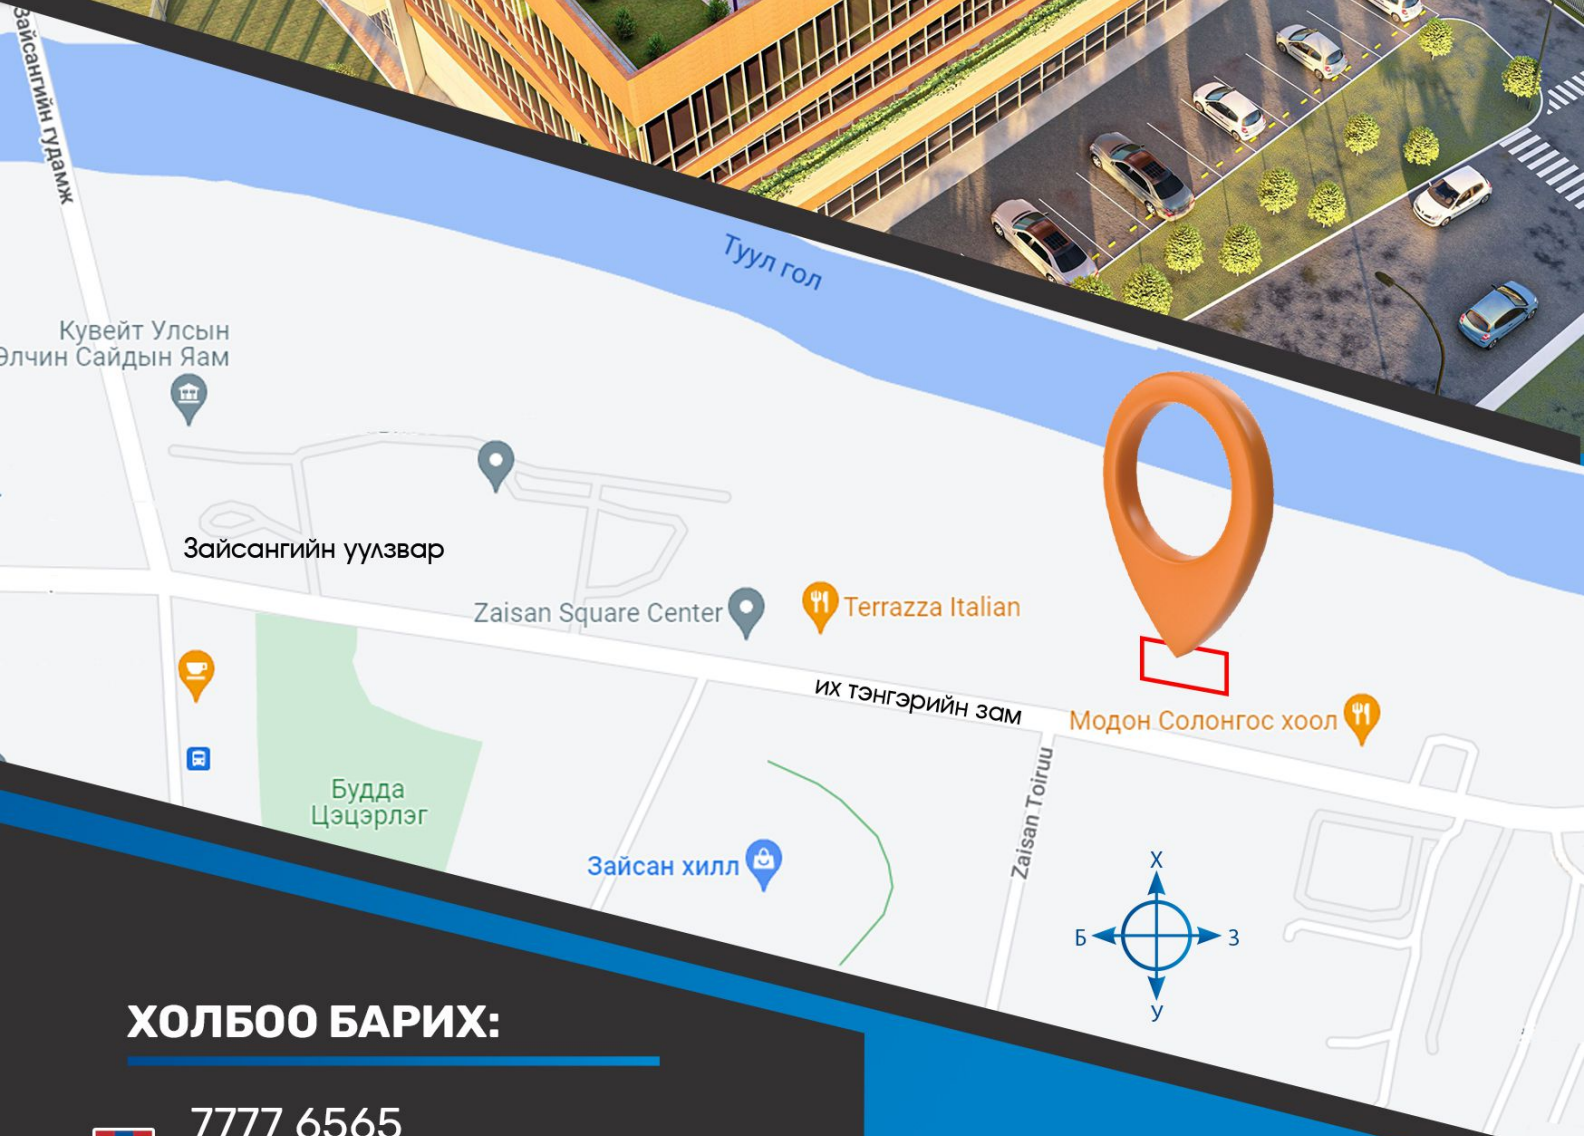 Зайсангийн гудамж
Туул гол
Кувейт Улсын
Элчин Сайдын Яам
Зайсангийн уулзвар
Zaisan Square Center
Terrazza Italian
их тэнгэрийн зам
Модон Солонгос хоол
Будда
Цэцэрлэг
Зайсан хилл
Zaisan Toiruu
Х
Б
З
У
ХОЛБОО БАРИХ:
7777 6565